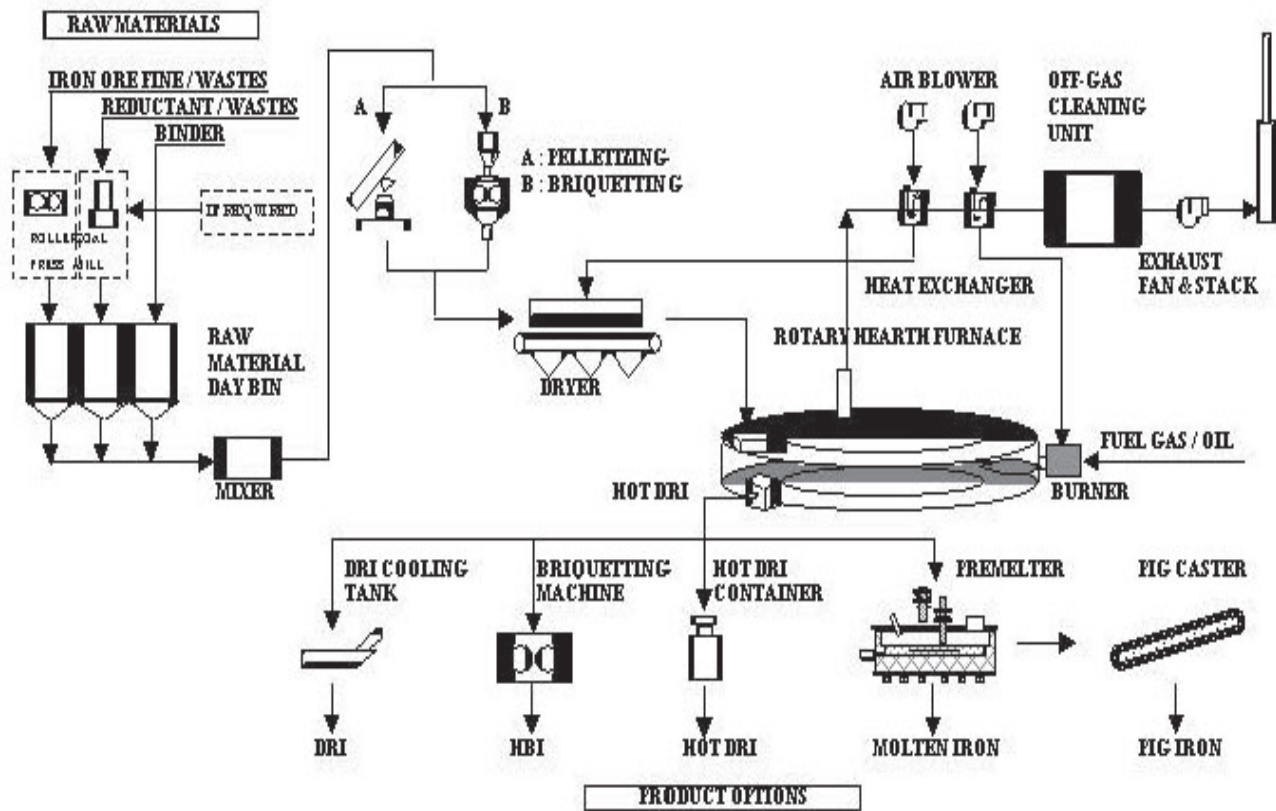 RAW MATERIALS
IRON ORE FINE / WASTES
REDUCTANT / WASTES
BINDER
IF REQUIRED
ROLLER COAL
PRESS MILL
RAW
MATERIAL
DAY BIN
MIXER
A
B
A : PELLETIZING
B : BRIQUETTING
DRYER
AIR BLOWER
OFF-GAS
CLEANING
UNIT
HEAT EXCHANGER
EXHAUST
FAN & STACK
ROTARY HEARTH FURNACE
FUEL GAS / OIL
BURNER
HOT DRI
DRI COOLING
TANK
BRIQUETTING
MACHINE
HOT DRI
CONTAINER
PREMELTER
PIG CASTER
DRI
HBI
HOT DRI
MOLTEN IRON
PIG IRON
PRODUCT OPTIONS